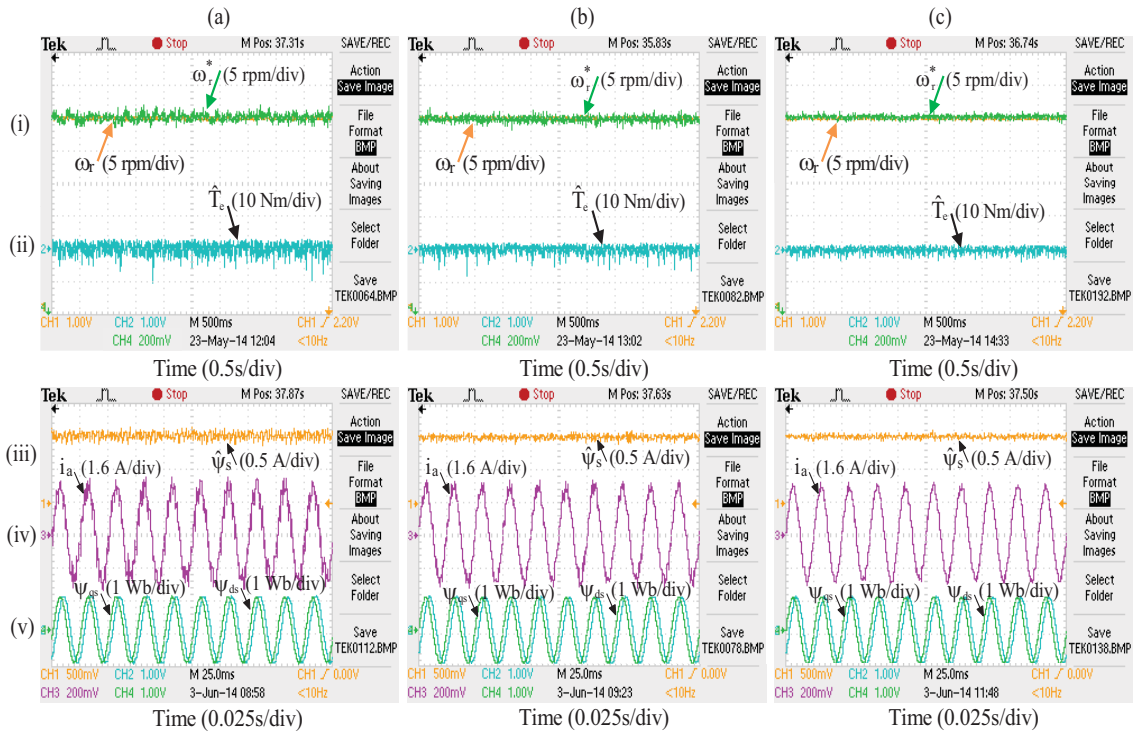 (a)
(b)
(c)
Tek Stop M Pos: 37.31s SAVE/REC
ω*r (5 rpm/div)
Action
Save Image
(i)
File
Format
BMP
ωr (5 rpm/div)
About
Saving
Images
T̂e (10 Nm/div)
Select
Folder
(ii)
2
Save
TEK0064.BMP
4
CH1 1.00V CH2 1.00V M 500ms CH1 / 2.20V
CH4 200mV 23-May-14 12:04 <10Hz
Time (0.5s/div)
Tek Stop M Pos: 35.83s SAVE/REC
ω*r (5 rpm/div)
Action
Save Image
File
Format
BMP
ωr (5 rpm/div)
About
Saving
Images
T̂e (10 Nm/div)
Select
Folder
2
Save
TEK0082.BMP
4
CH1 1.00V CH2 1.00V M 500ms CH1 / 2.20V
CH4 200mV 23-May-14 13:02 <10Hz
Time (0.5s/div)
Tek Stop M Pos: 36.74s SAVE/REC
ω*r (5 rpm/div)
Action
Save Image
File
Format
BMP
ωr (5 rpm/div)
About
Saving
Images
T̂e (10 Nm/div)
Select
Folder
2
Save
TEK0192.BMP
4
CH1 1.00V CH2 1.00V M 500ms CH1 / 2.20V
CH4 200mV 23-May-14 14:33 <10Hz
Time (0.5s/div)
Tek Stop M Pos: 37.87s SAVE/REC
Action
Save Image
(iii)
ψ̂s (0.5 A/div)
ia (1.6 A/div)
File
Format
BMP
1
(iv)
3
About
Saving
Images
ψqs (1 Wb/div) ψds (1 Wb/div)
Select
Folder
(v)
Save
TEK0112.BMP
CH1 500mV CH2 1.00V M 25.0ms CH1 / 0.00V
CH3 200mV CH4 1.00V 3-Jun-14 08:58 <10Hz
Time (0.025s/div)
Tek Stop M Pos: 37.63s SAVE/REC
Action
Save Image
ψ̂s (0.5 A/div)
ia (1.6 A/div)
File
Format
BMP
1
3
About
Saving
Images
ψqs (1 Wb/div) ψds (1 Wb/div)
Select
Folder
Save
TEK0078.BMP
CH1 500mV CH2 1.00V M 25.0ms CH1 / 0.00V
CH3 200mV CH4 1.00V 3-Jun-14 09:23 <10Hz
Time (0.025s/div)
Tek Stop M Pos: 37.50s SAVE/REC
Action
Save Image
ψ̂s (0.5 A/div)
ia (1.6 A/div)
File
Format
BMP
1
3
About
Saving
Images
ψqs (1 Wb/div) ψds (1 Wb/div)
Select
Folder
Save
TEK0138.BMP
CH1 500mV CH2 1.00V M 25.0ms CH1 / 0.00V
CH3 200mV CH4 1.00V 3-Jun-14 11:48 <10Hz
Time (0.025s/div)